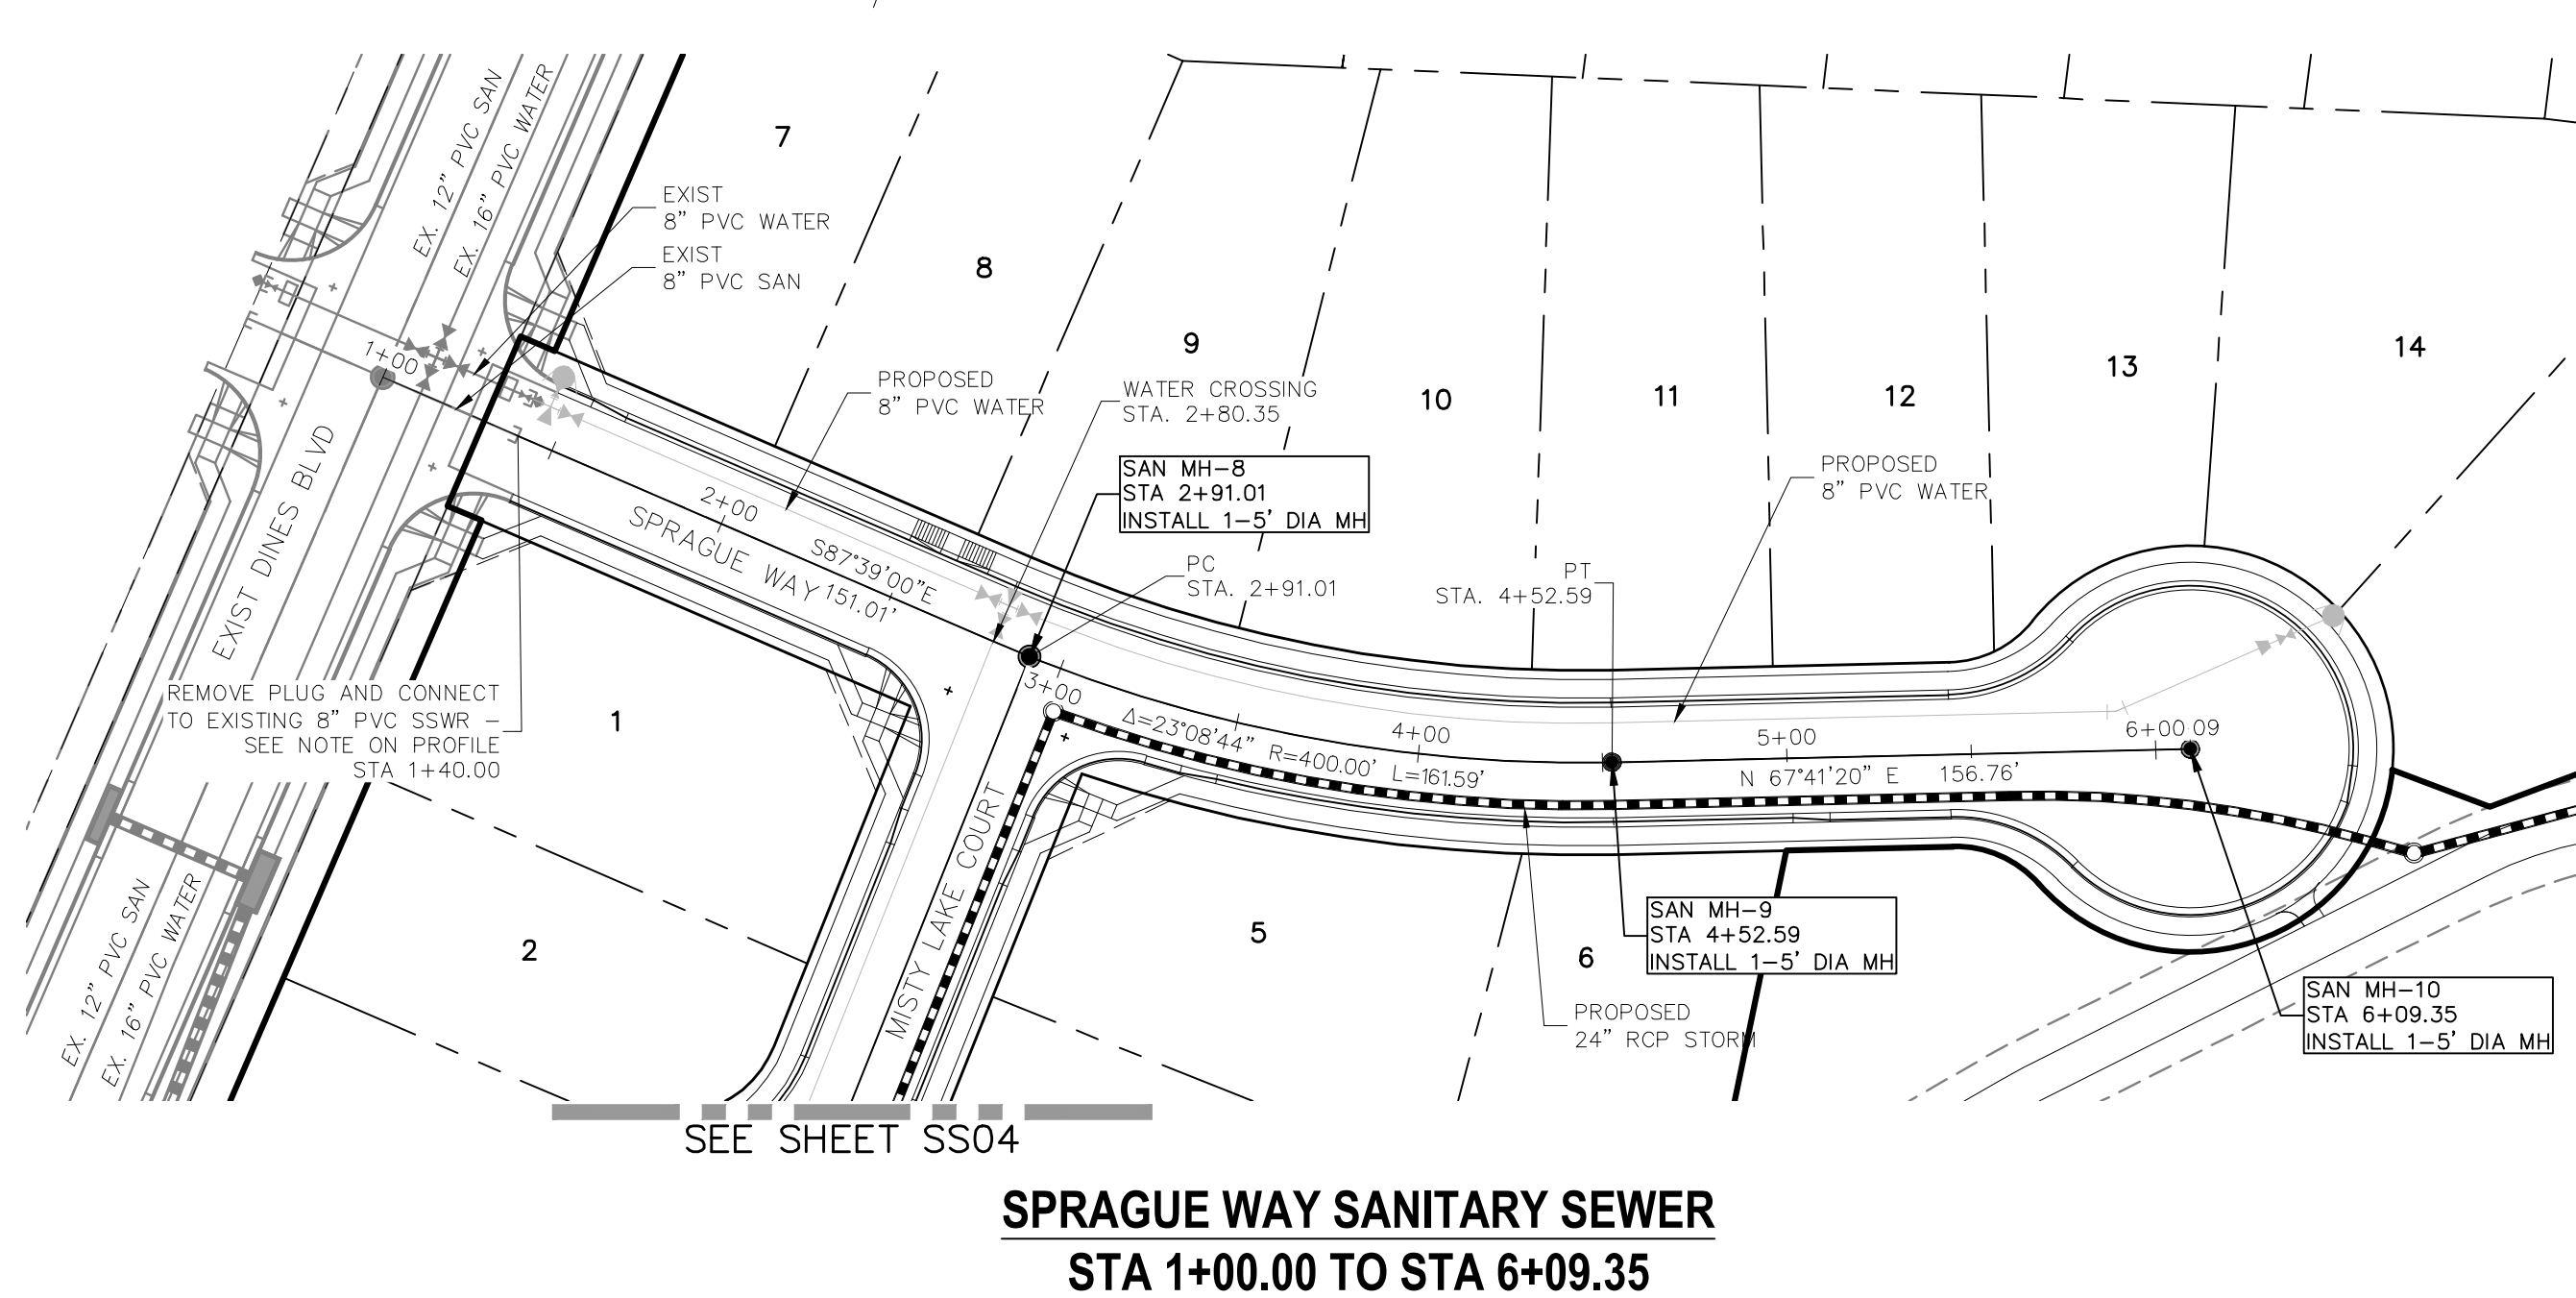 EX. 12" PVC SAN
EX. 16" PVC WATER
7
EXIST
8" PVC WATER
EXIST
8" PVC SAN
8
9
10
11
12
13
14
1+00
PROPOSED
8" PVC WATER
WATER CROSSING
STA. 2+80.35
SAN MH-8
STA 2+91.01
INSTALL 1-5' DIA MH
PROPOSED
8" PVC WATER
2+00
SPRAGUE WAY
S87°39'00"E
151.01'
PC
STA. 2+91.01
PT
STA. 4+52.59
EXIST DINES BLVD
REMOVE PLUG AND CONNECT
TO EXISTING 8" PVC SSWR –
SEE NOTE ON PROFILE
STA 1+40.00
1
3+00
Δ=23°08'44" R=400.00' L=161.59'
4+00
5+00
6+00.09
N 67°41'20" E 156.76'
MISTY LAKE COURT
EX. 12" PVC SAN
EX. 16" PVC WATER
2
5
6
SAN MH-9
STA 4+52.59
INSTALL 1-5' DIA MH
PROPOSED
24" RCP STORM
SAN MH-10
STA 6+09.35
INSTALL 1-5' DIA MH
SEE SHEET SS04
SPRAGUE WAY SANITARY SEWER
STA 1+00.00 TO STA 6+09.35